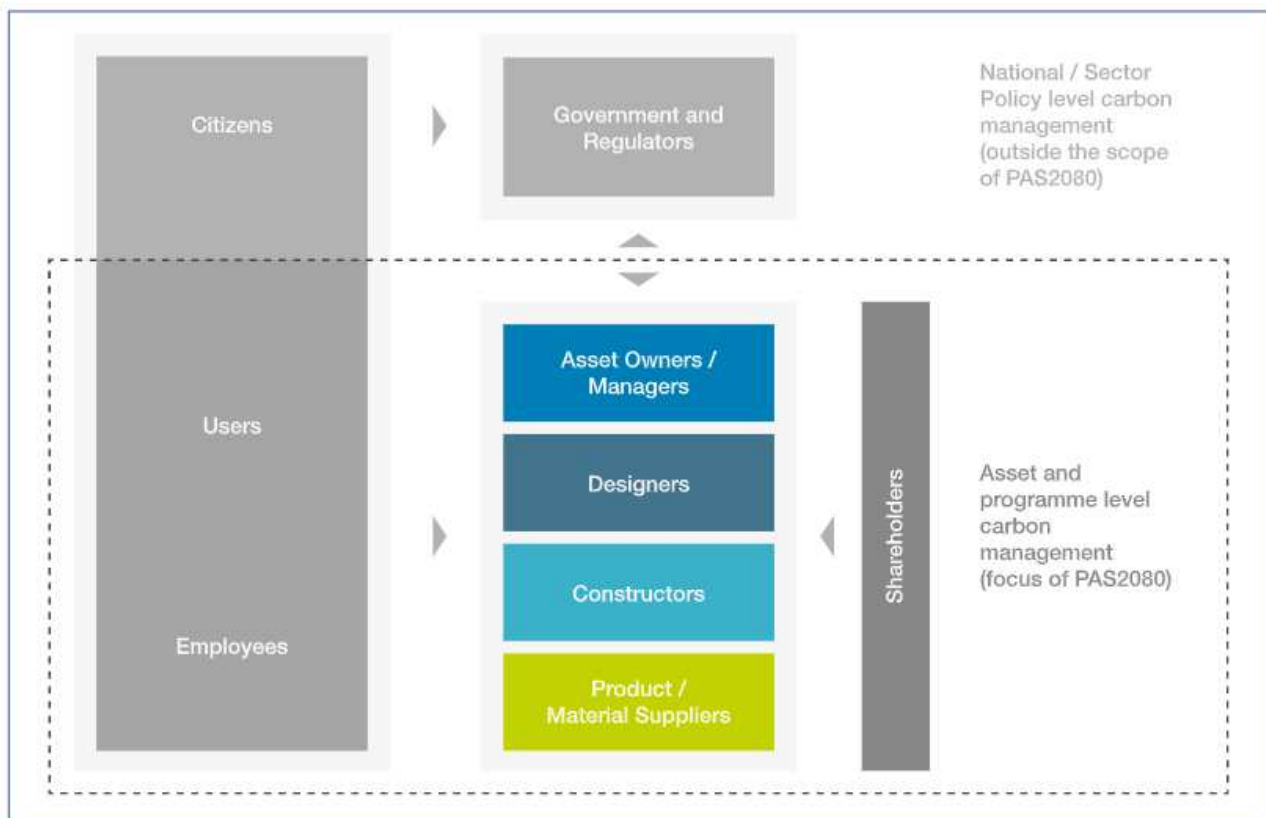 Citizens
Government and
Regulators
National / Sector
Policy level carbon
management
(outside the scope
of PAS2080)
Users
Employees
Asset Owners /
Managers
Designers
Constructors
Product /
Material Suppliers
Shareholders
Asset and
programme level
carbon
management
(focus of PAS2080)